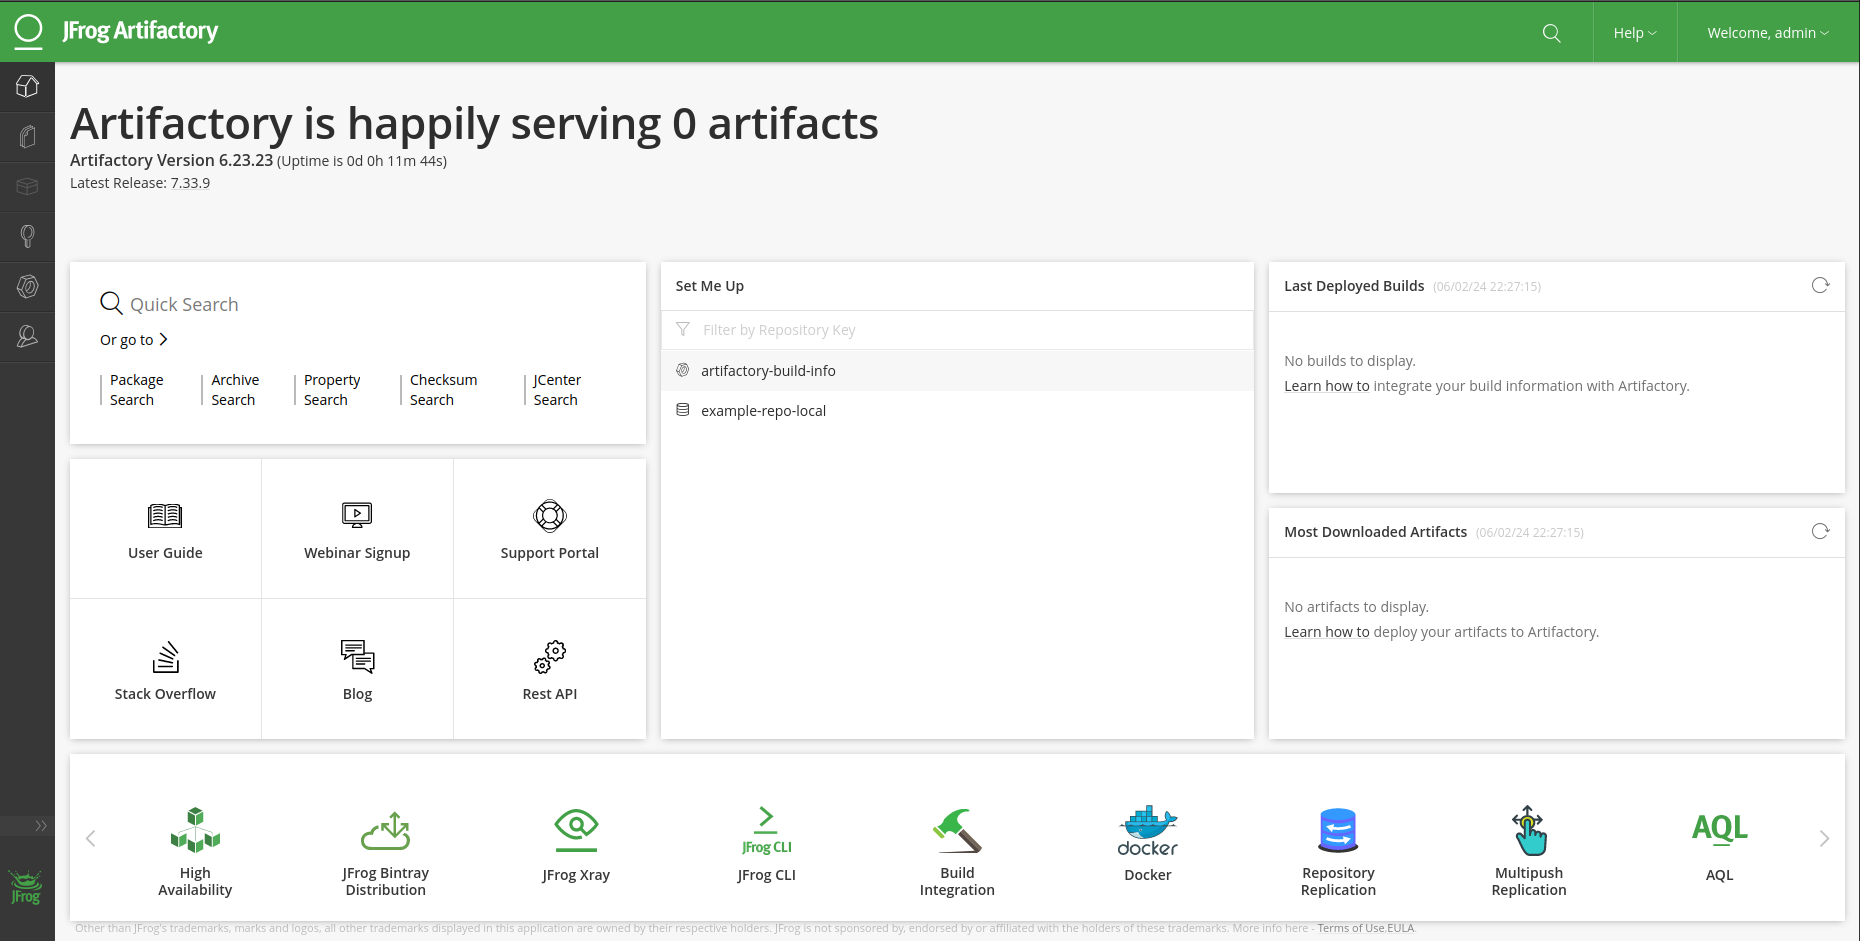 JFrog Artifactory
Help
Welcome, admin
Artifactory is happily serving 0 artifacts
Artifactory Version 6.23.23 (Uptime is 0d 0h 11m 44s)
Latest Release: 7.33.9
Quick Search
Or go to
Package Search
Archive Search
Property Search
Checksum Search
JCenter Search
User Guide
Webinar Signup
Support Portal
Stack Overflow
Blog
Rest API
Set Me Up
Filter by Repository Key
artifactory-build-info
example-repo-local
Last Deployed Builds (06/02/24 22:27:15)
No builds to display.
Learn how to integrate your build information with Artifactory.
Most Downloaded Artifacts (06/02/24 22:27:15)
No artifacts to display.
Learn how to deploy your artifacts to Artifactory.
High Availability
JFrog Bintray Distribution
JFrog Xray
JFrog CLI
JFrog CLI
Build Integration
docker
Docker
Repository Replication
Multipush Replication
AQL
AQL
JFrog
Other than JFrog's trademarks, marks and logos, all other trademarks displayed in this application are owned by their respective holders. JFrog is not sponsored by, endorsed by or affiliated with the holders of these trademarks. More info here - Terms of Use.EULA.